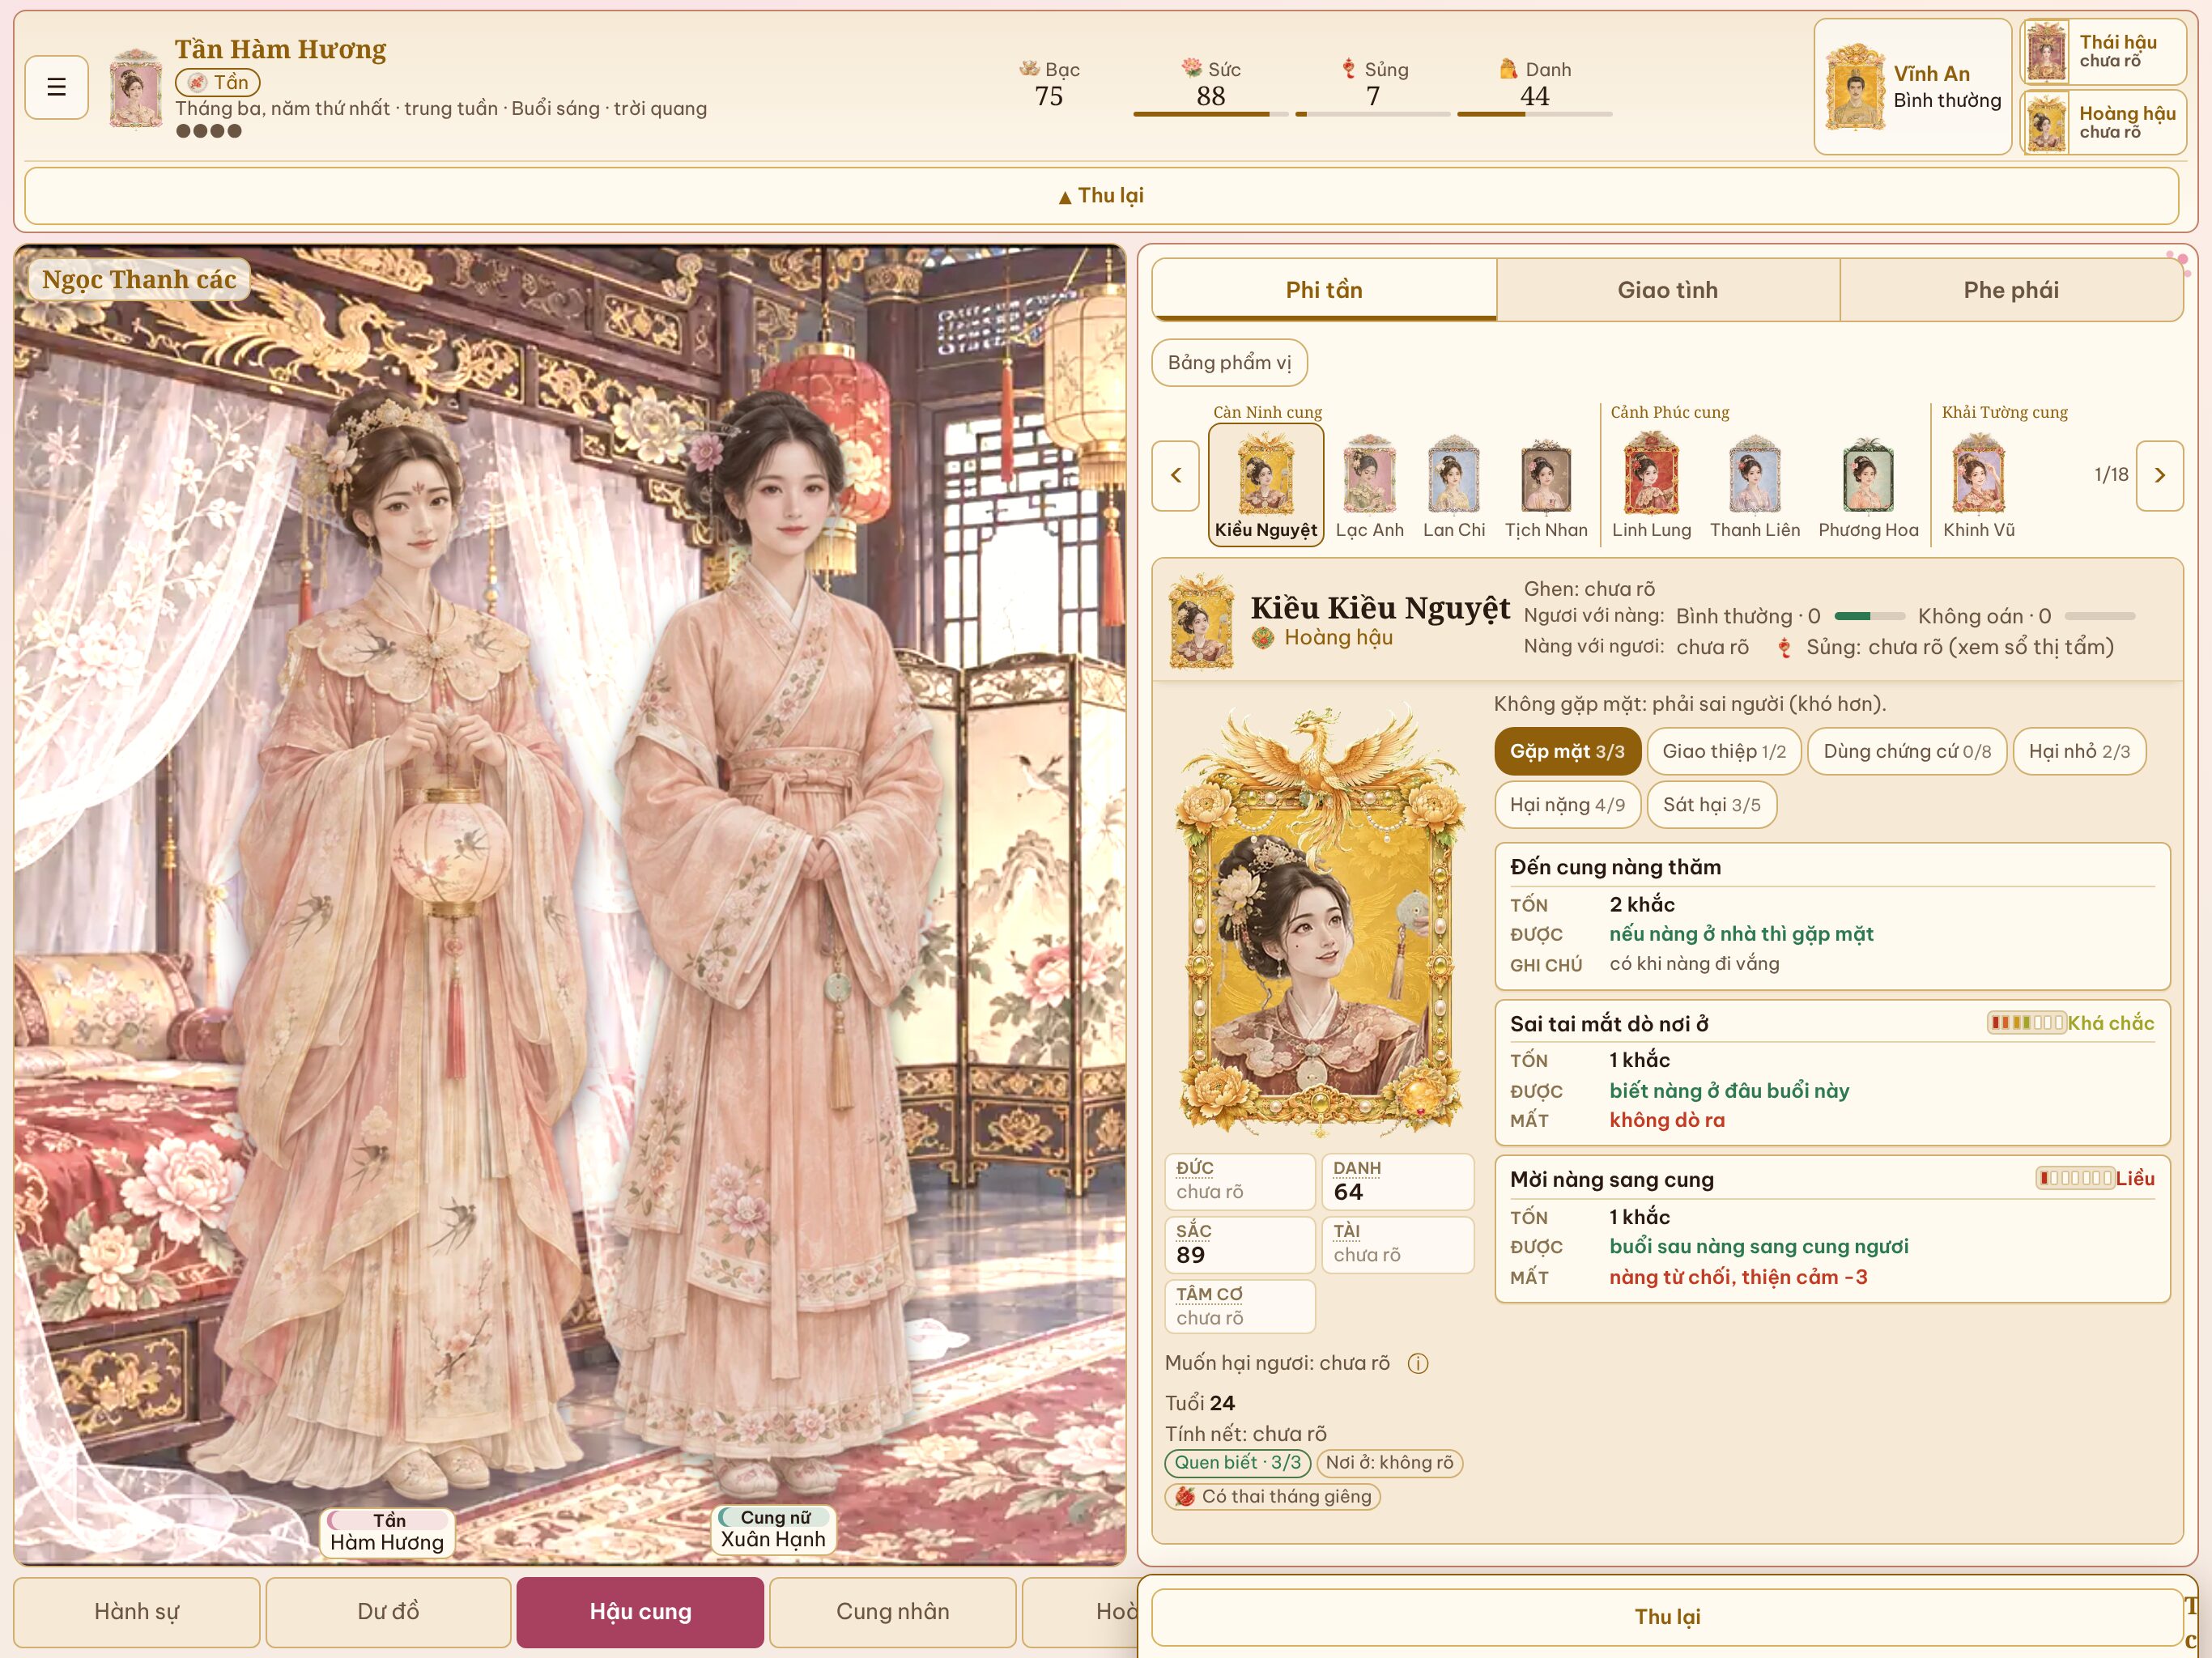 ☰
Tần Hàm Hương
Tần
Tháng ba, năm thứ nhất · trung tuần · Buổi sáng · trời quang
Bạc
75
Sức
88
Sủng
7
Danh
44
Vĩnh An
Bình thường
Thái hậu
chưa rõ
Hoàng hậu
chưa rõ
▲ Thu lại
Ngọc Thanh các
Tần
Hàm Hương
Cung nữ
Xuân Hạnh
Phi tần
Giao tình
Phe phái
Bảng phẩm vị
Càn Ninh cung
Cảnh Phúc cung
Khải Tường cung
Kiều Nguyệt
Lạc Anh
Lan Chi
Tịch Nhan
Linh Lung
Thanh Liên
Phương Hoa
Khinh Vũ
1/18
Kiều Kiều Nguyệt
Hoàng hậu
Ghen: chưa rõ
Ngươi với nàng: Bình thường · 0 Không oán · 0
Nàng với ngươi: chưa rõ Sủng: chưa rõ (xem sổ thị tẩm)
Không gặp mặt: phải sai người (khó hơn).
Gặp mặt 3/3
Giao thiệp 1/2
Dùng chứng cứ 0/8
Hại nhỏ 2/3
Hại nặng 4/9
Sát hại 3/5
Đến cung nàng thăm
TỐN 2 khắc
ĐƯỢC nếu nàng ở nhà thì gặp mặt
GHI CHÚ có khi nàng đi vắng
Sai tai mắt dò nơi ở Khá chắc
TỐN 1 khắc
ĐƯỢC biết nàng ở đâu buổi này
MẤT không dò ra
Mời nàng sang cung Liều
TỐN 1 khắc
ĐƯỢC buổi sau nàng sang cung ngươi
MẤT nàng từ chối, thiện cảm -3
ĐỨC
chưa rõ
DANH
64
SẮC
89
TÀI
chưa rõ
TÂM CƠ
chưa rõ
Muốn hại ngươi: chưa rõ ⓘ
Tuổi 24
Tính nết: chưa rõ
Quen biết · 3/3
Nơi ở: không rõ
Có thai tháng giêng
Hành sự
Dư đồ
Hậu cung
Cung nhân
Hoà
Thu lại
T
c